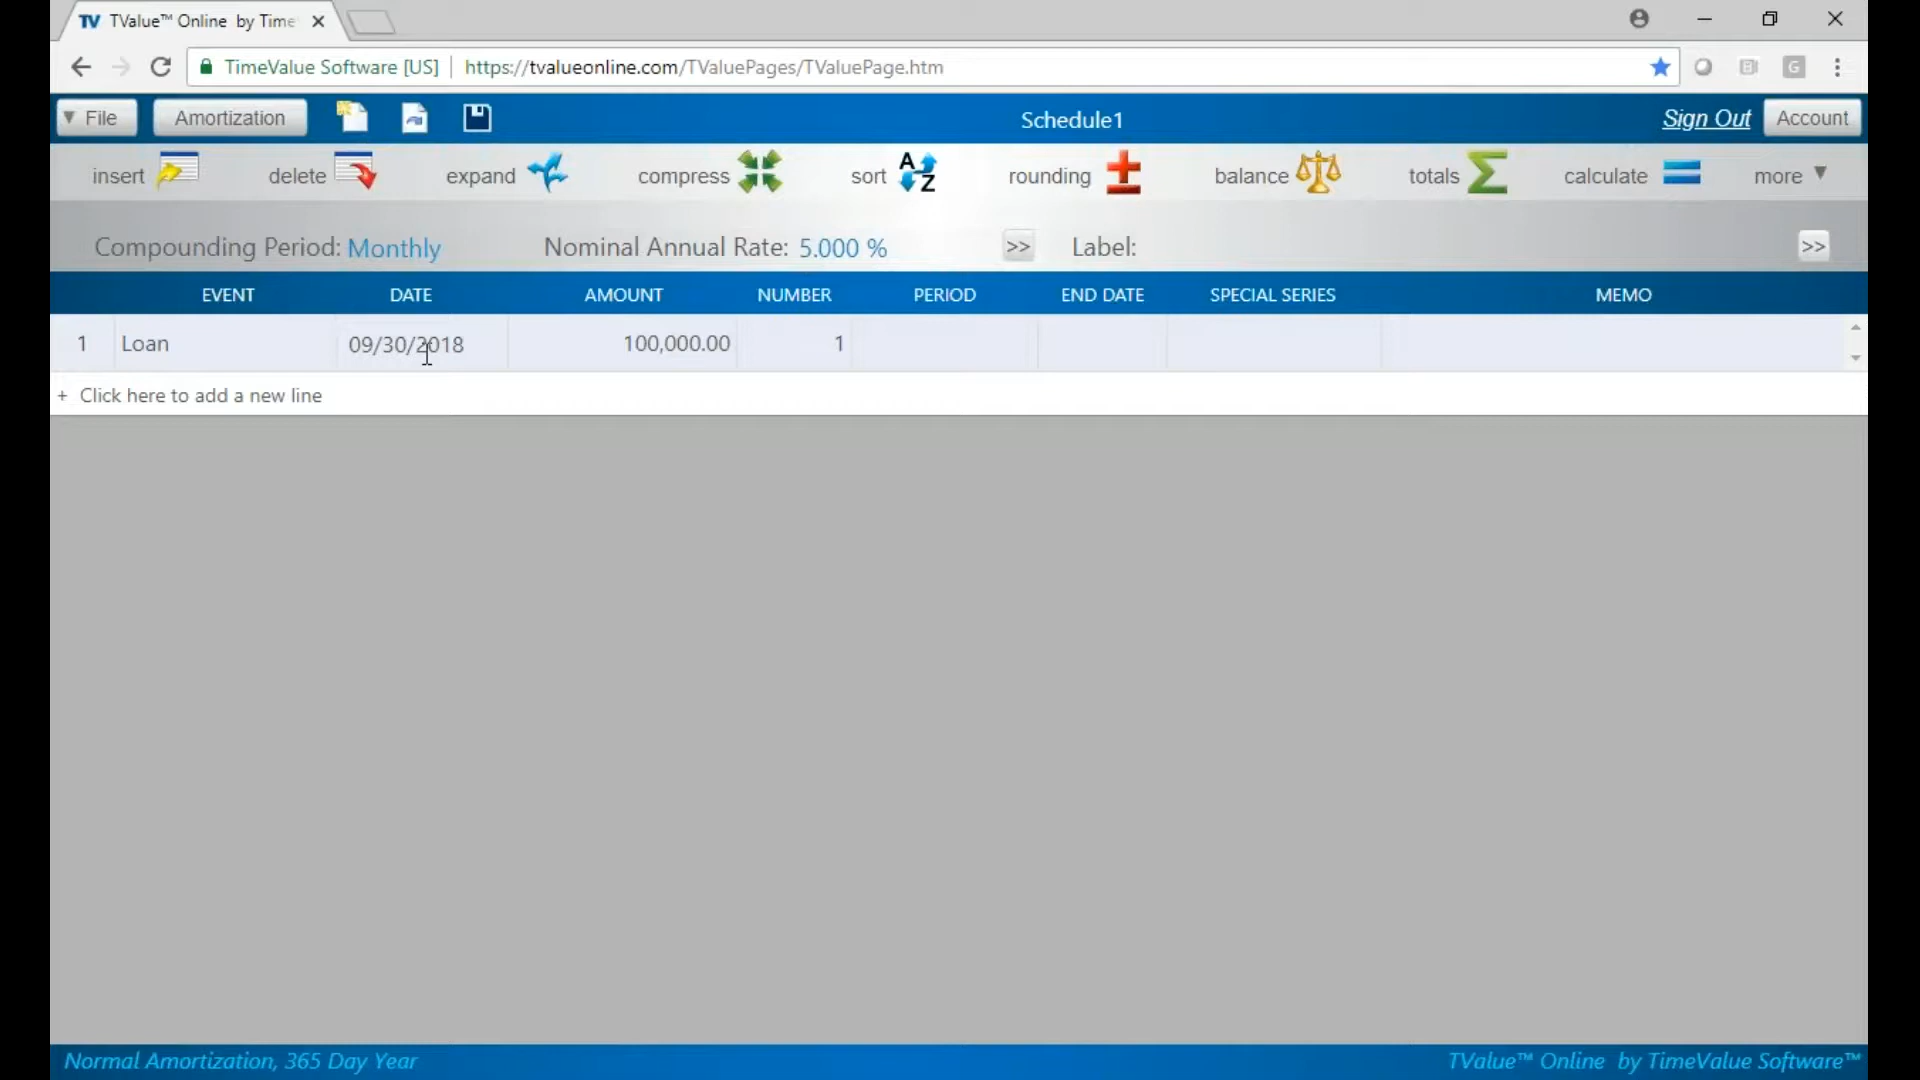 TV TValue™ Online by Time
TimeValue Software [US] https://tvalueonline.com/TValuePages/TValuePage.htm
G
File Amortization Schedule1 Sign Out Account
insert delete expand compress sort A Z rounding balance totals calculate more
Compounding Period: Monthly Nominal Annual Rate: 5.000 % >> Label: >>
EVENT DATE AMOUNT NUMBER PERIOD END DATE SPECIAL SERIES MEMO
1 Loan 09/30/2018 100,000.00 1
+ Click here to add a new line
Normal Amortization, 365 Day Year TValue™ Online by TimeValue Software™